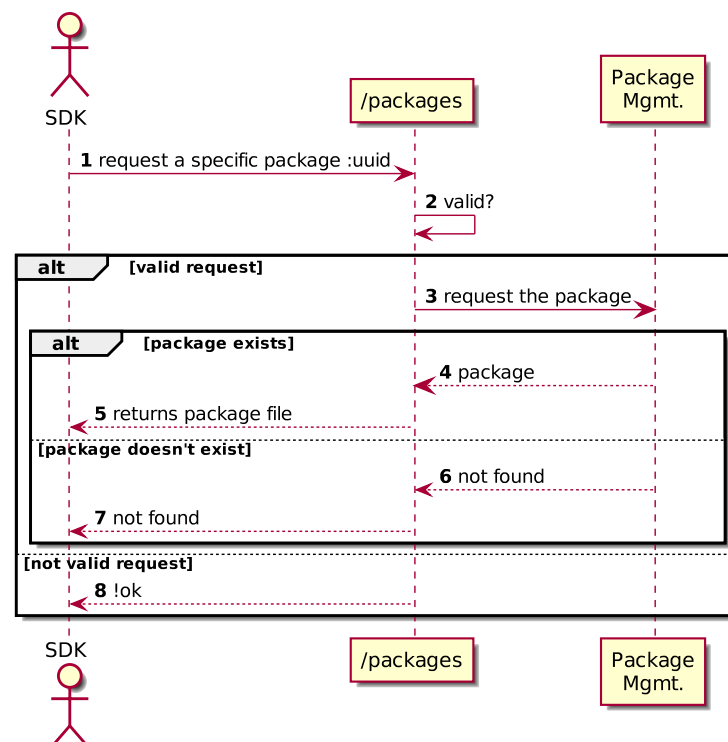 SDK
/packages
Package
Mgmt.
1 request a specific package :uuid
2 valid?
alt [valid request]
3 request the package
alt [package exists]
4 package
5 returns package file
[package doesn't exist]
6 not found
7 not found
[not valid request]
8 !ok
SDK
/packages
Package
Mgmt.